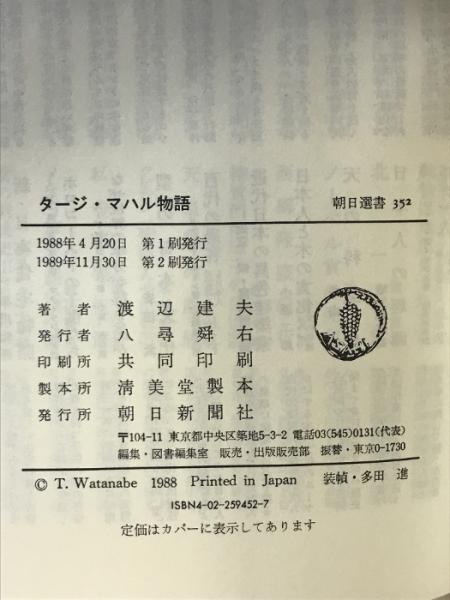 タージ・マハル物語　朝日選書 352
1988年4月20日　第1刷発行
1989年11月30日　第2刷発行
著者　渡辺建夫
発行者　八尋舜右
印刷所　共同印刷
製本所　清美堂製本
発行所　朝日新聞社
〒104-11 東京都中央区築地5-3-2 電話03(545)0131(代表)
編集・図書編集室　販売・出版販売部　振替・東京0-1730
© T. Watanabe 1988 Printed in Japan　装幀・多田 進
ISBN4-02-259452-7
定価はカバーに表示してあります